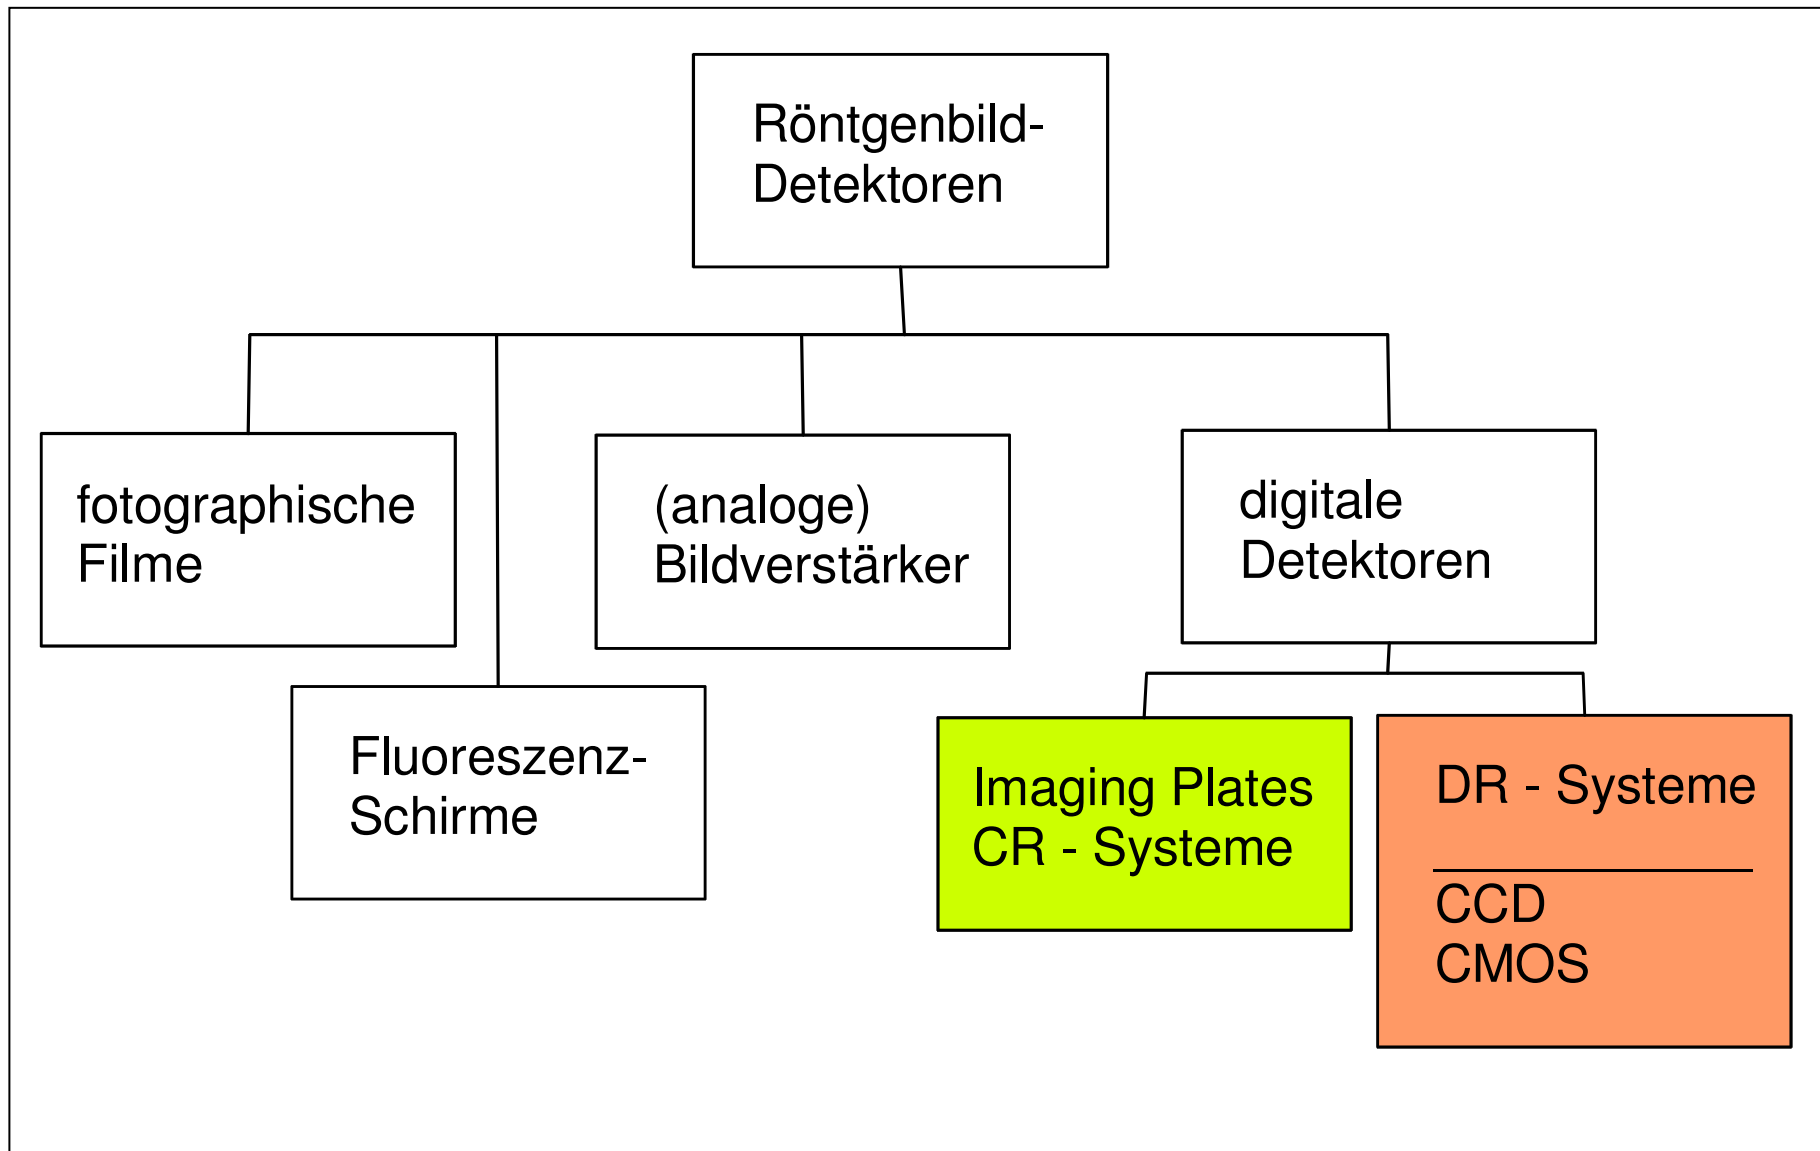 Röntgenbild-
Detektoren
fotographische
Filme
(analoge)
Bildverstärker
digitale
Detektoren
Fluoreszenz-
Schirme
Imaging Plates
CR - Systeme
DR - Systeme
CCD
CMOS